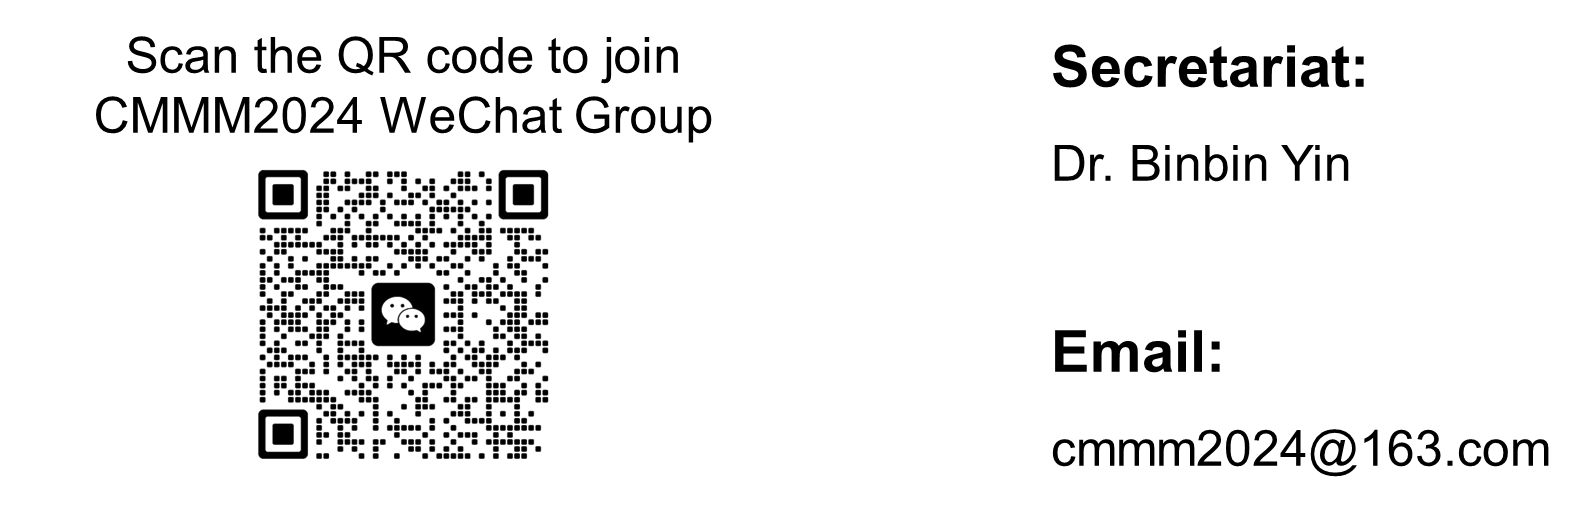 Scan the QR code to join
CMMM2024 WeChat Group
Secretariat:
Dr. Binbin Yin
Email:
cmmm2024@163.com